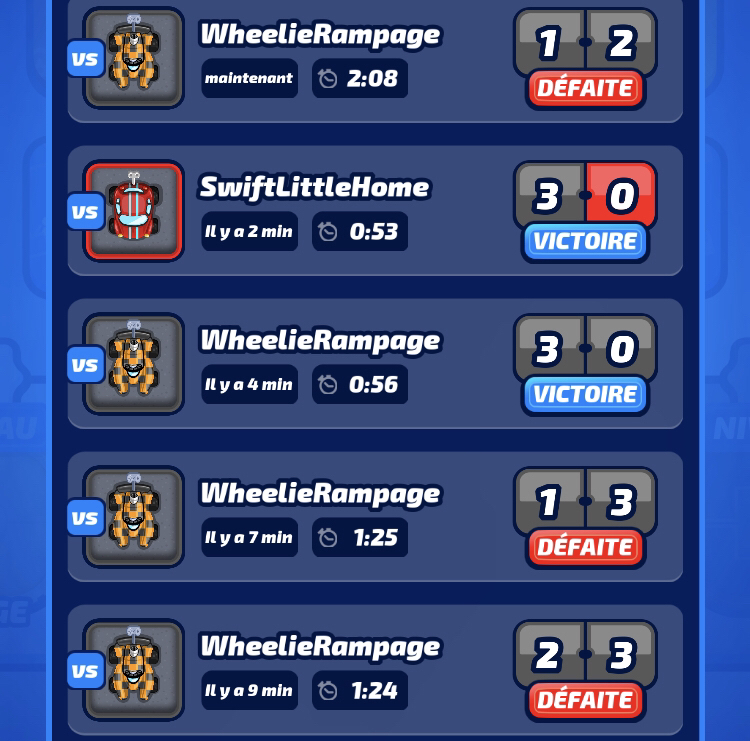 WheelieRampage
VS
maintenant 2:08
1 2
DÉFAITE
SwiftLittleHome
VS
Il y a 2 min 0:53
3 0
VICTOIRE
WheelieRampage
VS
Il y a 4 min 0:56
3 0
VICTOIRE
WheelieRampage
VS
Il y a 7 min 1:25
1 3
DÉFAITE
WheelieRampage
VS
Il y a 9 min 1:24
2 3
DÉFAITE